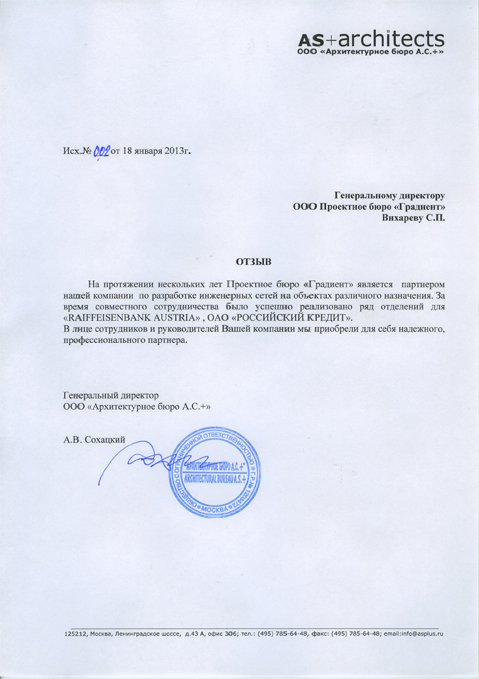 AS+architects
ООО «Архитектурное бюро А.С.+»
Исх.№ 002 от 18 января 2013г.
Генеральному директору
ООО Проектное бюро «Градиент»
Вихареву С.П.
ОТЗЫВ
На протяжении нескольких лет Проектное бюро «Градиент» является партнером
нашей компании по разработке инженерных сетей на объектах различного назначения. За
время совместного сотрудничества было успешно реализовано ряд отделений для
«RAIFFEISENBANK AUSTRIA» , ОАО «РОССИЙСКИЙ КРЕДИТ».
В лице сотрудников и руководителей Вашей компании мы приобрели для себя надежного,
профессионального партнера.
Генеральный директор
ООО «Архитектурное бюро А.С.+»
А.В. Сохацкий
ОБЩЕСТВО С ОГРАНИЧЕННОЙ ОТВЕТСТВЕННОСТЬЮ
"АРХИТЕКТУРНОЕ БЮРО А.С.+"
ARCHITECTURAL BUREAU A.S.+
МОСКВА
125212, Москва, Ленинградское шоссе, д.43 А, офис 306; тел.: (495) 785-64-48, факс: (495) 785-64-48; email:info@asplus.ru